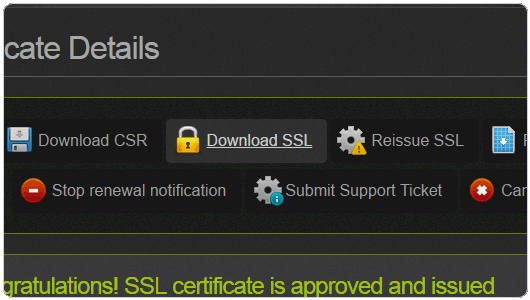 cate Details
Download CSR Download SSL Reissue SSL
Stop renewal notification Submit Support Ticket Can
gratulations! SSL certificate is approved and issued